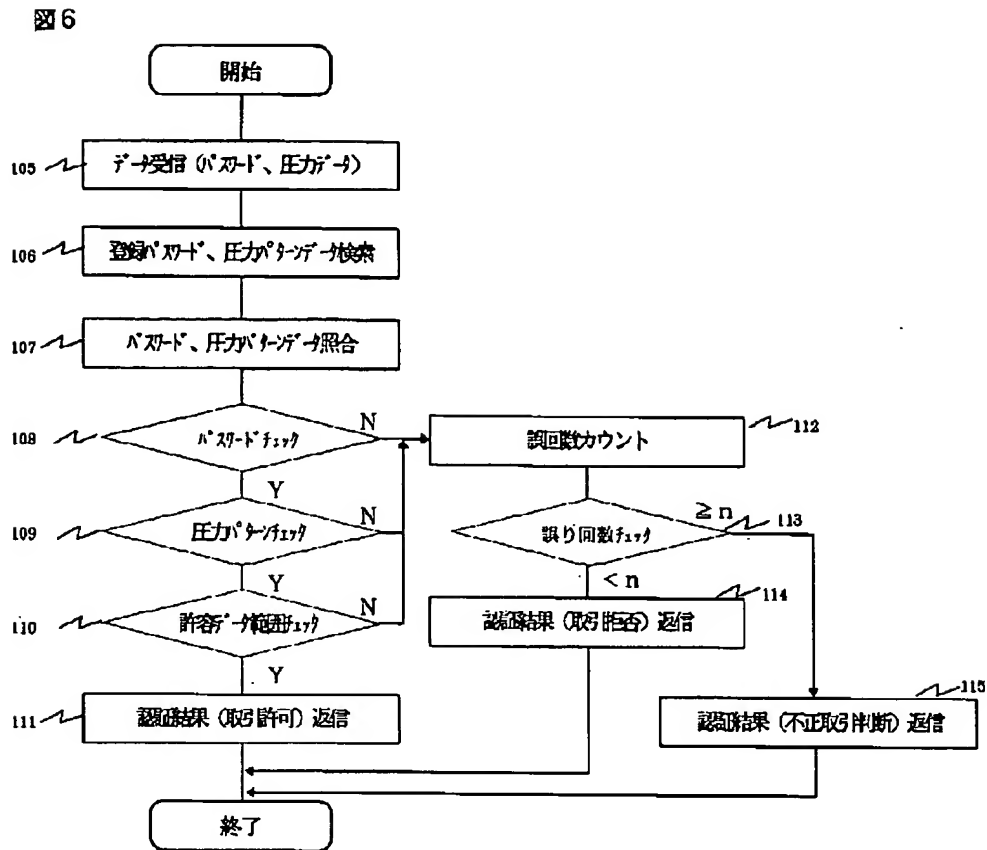 図6
開始
105
データ受信(パスワード、圧力データ)
106
登録パスワード、圧力パターンデータ検索
107
パスワード、圧力パターンデータ照合
108
パスワードチェック
N
Y
109
圧力パターンチェック
N
Y
110
許容データ範囲チェック
N
Y
111
認証結果(取引許可)返信
112
誤回数カウント
113
誤り回数チェック
≧n
<n
114
認証結果(取引拒否)返信
115
認証結果(不正取引判断)返信
終了